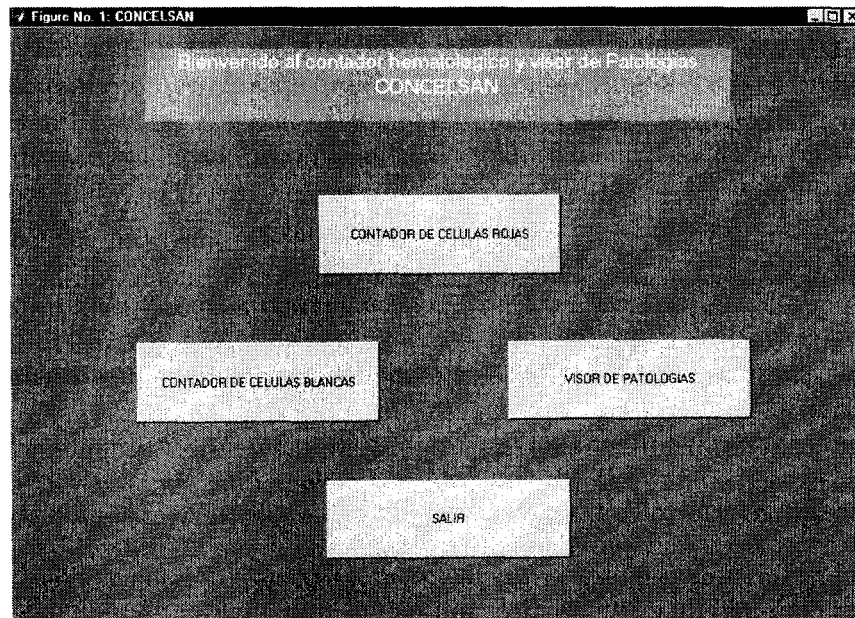 Figure No. 1: CONCELSAN
Bienvenido al contador hematologico y visor de Patologias
CONCELSAN
CONTADOR DE CELULAS ROJAS
CONTADOR DE CELULAS BLANCAS
VISOR DE PATOLOGIAS
SALIR